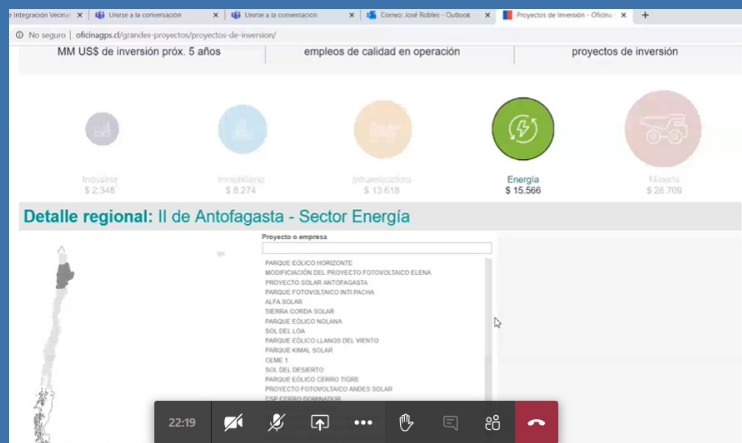 e Integración Vecinal
Unirse a la conversación
Unirse a la conversación
Correo: José Robles - Outlook
Proyectos de Inversión - Oficina
No seguro | oficinagps.cl/grandes-proyectos/proyectos-de-inversion/
MM US$ de inversión próx. 5 años
empleos de calidad en operación
proyectos de inversión
Industria
$ 2.348
Inmobiliario
$ 8.274
Infraestructura
$ 13.618
Energía
$ 15.566
Minería
$ 28.709
Detalle regional: II de Antofagasta - Sector Energía
Proyecto o empresa
PARQUE EÓLICO HORIZONTE
MODIFICIACIÓN DEL PROYECTO FOTOVOLTAICO ELENA
PROYECTO SOLAR ANTOFAGASTA
PARQUE FOTOVOLTAICO INTI PACHA
ALFA SOLAR
SIERRA GORDA SOLAR
PARQUE EÓLICO NOLANA
SOL DEL LOA
PARQUE EÓLICO LLANOS DEL VIENTO
PARQUE KIMAL SOLAR
CEME 1
SOL DEL DESIERTO
PARQUE EÓLICO CERRO TIGRE
PROYECTO FOTOVOLTAICO ANDES SOLAR
CSP CERRO DOMINADOR
22:19